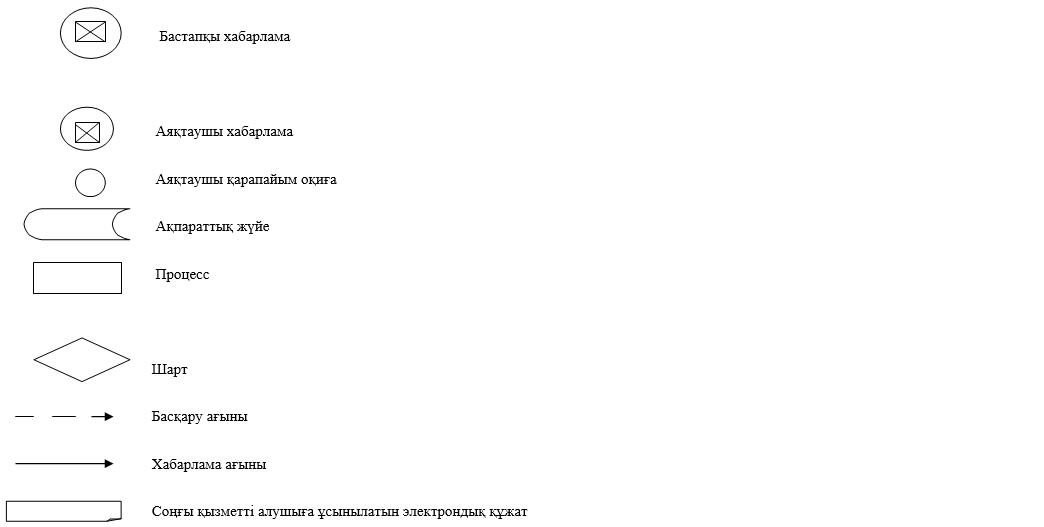 Бастапқы хабарлама
Аяқтаушы хабарлама
Аяқтаушы қарапайым оқиға
Ақпараттық жүйе
Процесс
Шарт
Басқару ағыны
Хабарлама ағыны
Соңғы қызметті алушыға ұсынылатын электрондық құжат